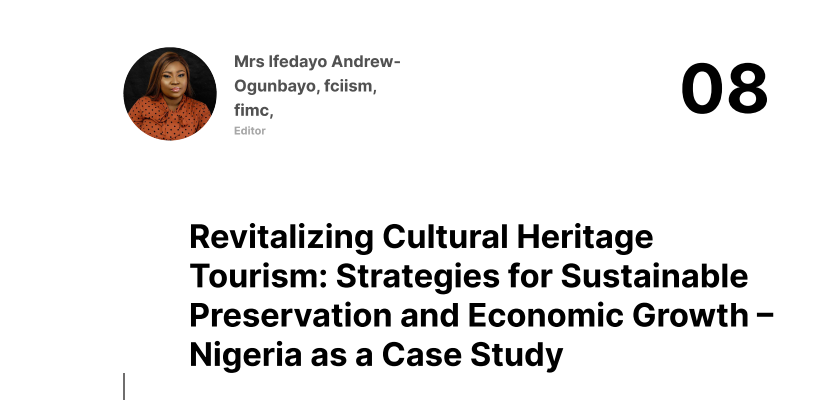 Mrs Ifedayo Andrew-
Ogunbayo, fciism,
fimc,
Editor
08
Revitalizing Cultural Heritage
Tourism: Strategies for Sustainable
Preservation and Economic Growth –
Nigeria as a Case Study